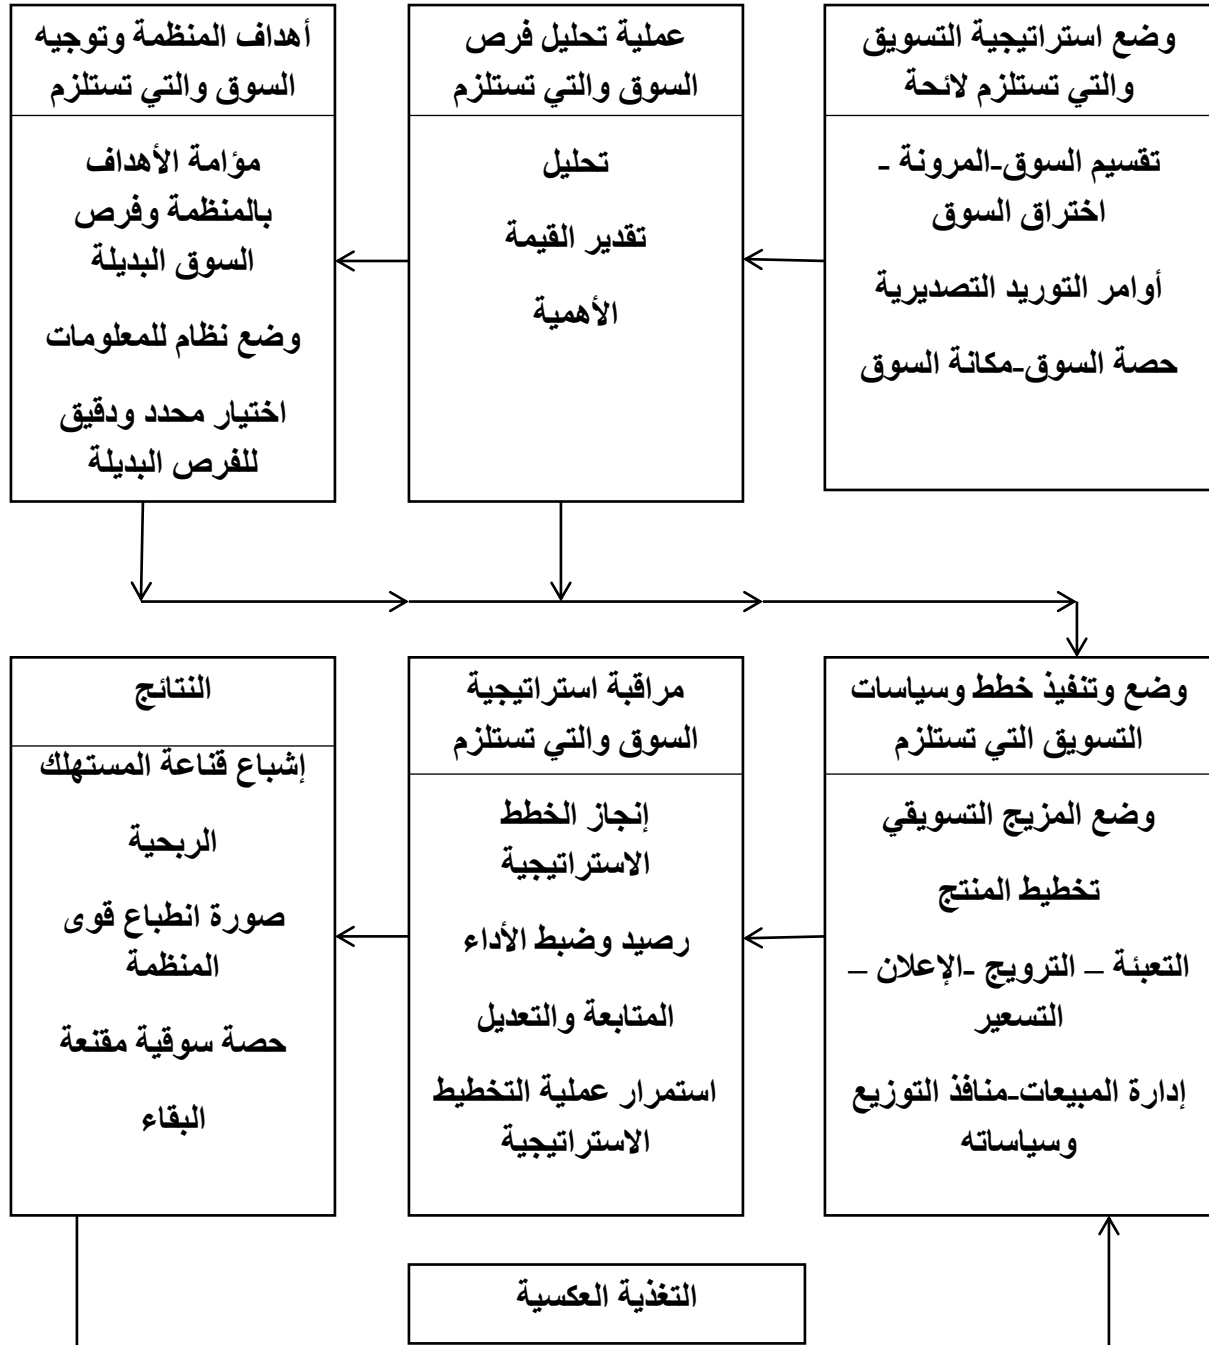 وضع استراتيجية التسويق
والتي تستلزم لائحة
تقسيم السوق-المرونة -
اختراق السوق
أوامر التوريد التصديرية
حصة السوق-مكانة السوق
عملية تحليل فرص
السوق والتي تستلزم
تحليل
تقدير القيمة
الأهمية
أهداف المنظمة وتوجيه
السوق والتي تستلزم
مؤامة الأهداف
بالمنظمة وفرص
السوق البديلة
وضع نظام للمعلومات
اختيار محدد ودقيق
للفرص البديلة
وضع وتنفيذ خطط وسياسات
التسويق التي تستلزم
وضع المزيج التسويقي
تخطيط المنتج
التعبئة – الترويج -الإعلان –
التسعير
إدارة المبيعات-منافذ التوزيع
وسياساته
مراقبة استراتيجية
السوق والتي تستلزم
إنجاز الخطط
الاستراتيجية
رصيد وضبط الأداء
المتابعة والتعديل
استمرار عملية التخطيط
الاستراتيجية
النتائج
إشباع قناعة المستهلك
الربحية
صورة انطباع قوى
المنظمة
حصة سوقية مقتعة
البقاء
التغذية العكسية